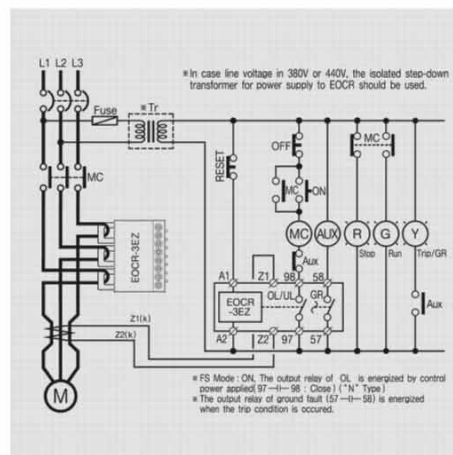 L1 L2 L3
※In case line voltage in 380V or 440V, the isolated step-down
transformer for power supply to EOCR should be used.
Fuse
※Tr
RESET
OFF
MC
MC
ON
MC
MC
AUX
R
G
Y
Stop
Run
Trip/GR
EOCR-3EZ
Aux
A1
Z1
98
58
EOCR
-3EZ
OL/UL
GR
Aux
Z1(k)
Z2(k)
A2
Z2
97
57
M
※FS Mode : ON, The output relay of OL is energized by control
power applied(97-||-98 : Close) ("N" Type)
※The output relay of ground fault (57-||-58) is energized
when the trip condition is occured.